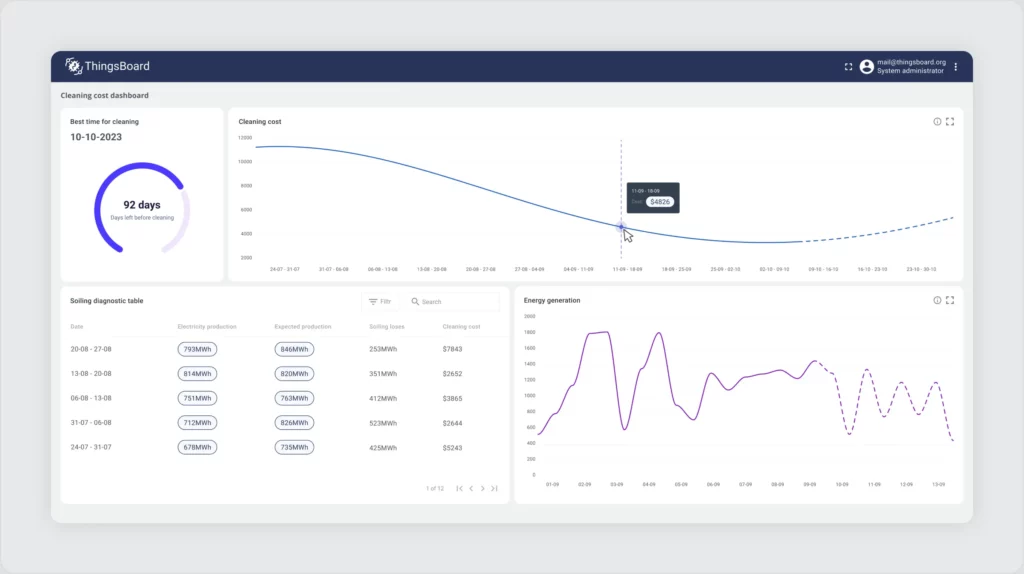 ThingsBoard
mail@thingsboard.org
System administrator
Cleaning cost dashboard
Best time for cleaning
10-10-2023
92 days
Days left before cleaning
Cleaning cost
12000
10000
8000
6000
4000
2000
11-09 - 18-09
$4826
24-07 - 31-07 31-07 - 06-08 06-08 - 13-08 13-08 - 20-08 20-08 - 27-08 27-08 - 04-09 04-09 - 11-09 11-09 - 18-09 18-09 - 25-09 25-09 - 02-10 02-10 - 09-10 09-10 - 16-10 16-10 - 23-10 23-10 - 30-10
Soiling diagnostic table
Filtr
Search
Date Electricity production Expected production Soiling loses Cleaning cost
20-08 - 27-08 793MWh 846MWh 253MWh $7843
13-08 - 20-08 814MWh 820MWh 351MWh $2652
06-08 - 13-08 751MWh 763MWh 412MWh $3865
31-07 - 06-08 712MWh 826MWh 523MWh $2644
24-07 - 31-07 678MWh 735MWh 425MWh $5243
1 of 12
Energy generation
2000
1800
1600
1400
1200
1000
800
600
400
200
0
01-09 02-09 03-09 04-09 05-09 06-09 07-09 08-09 09-09 10-09 11-09 12-09 13-09